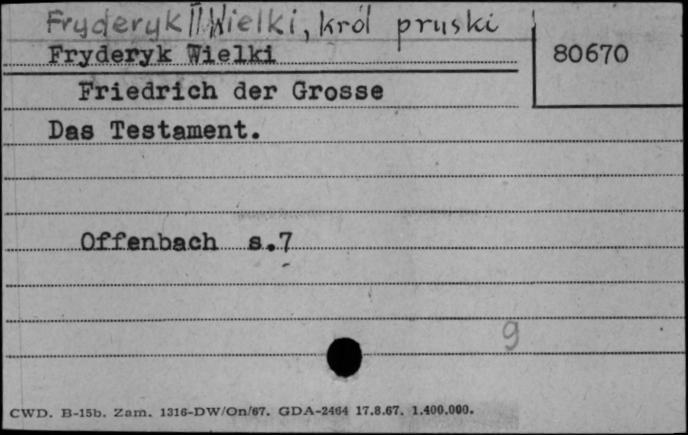 Fryderyk II Wielki, król pruski
Fryderyk Wielki
80670
Friedrich der Grosse
Das Testament.
Offenbach s.7
9
CWD. B-15b. Zam. 1316-DW/On/67. GDA-2464 17.8.67. 1.400.000.